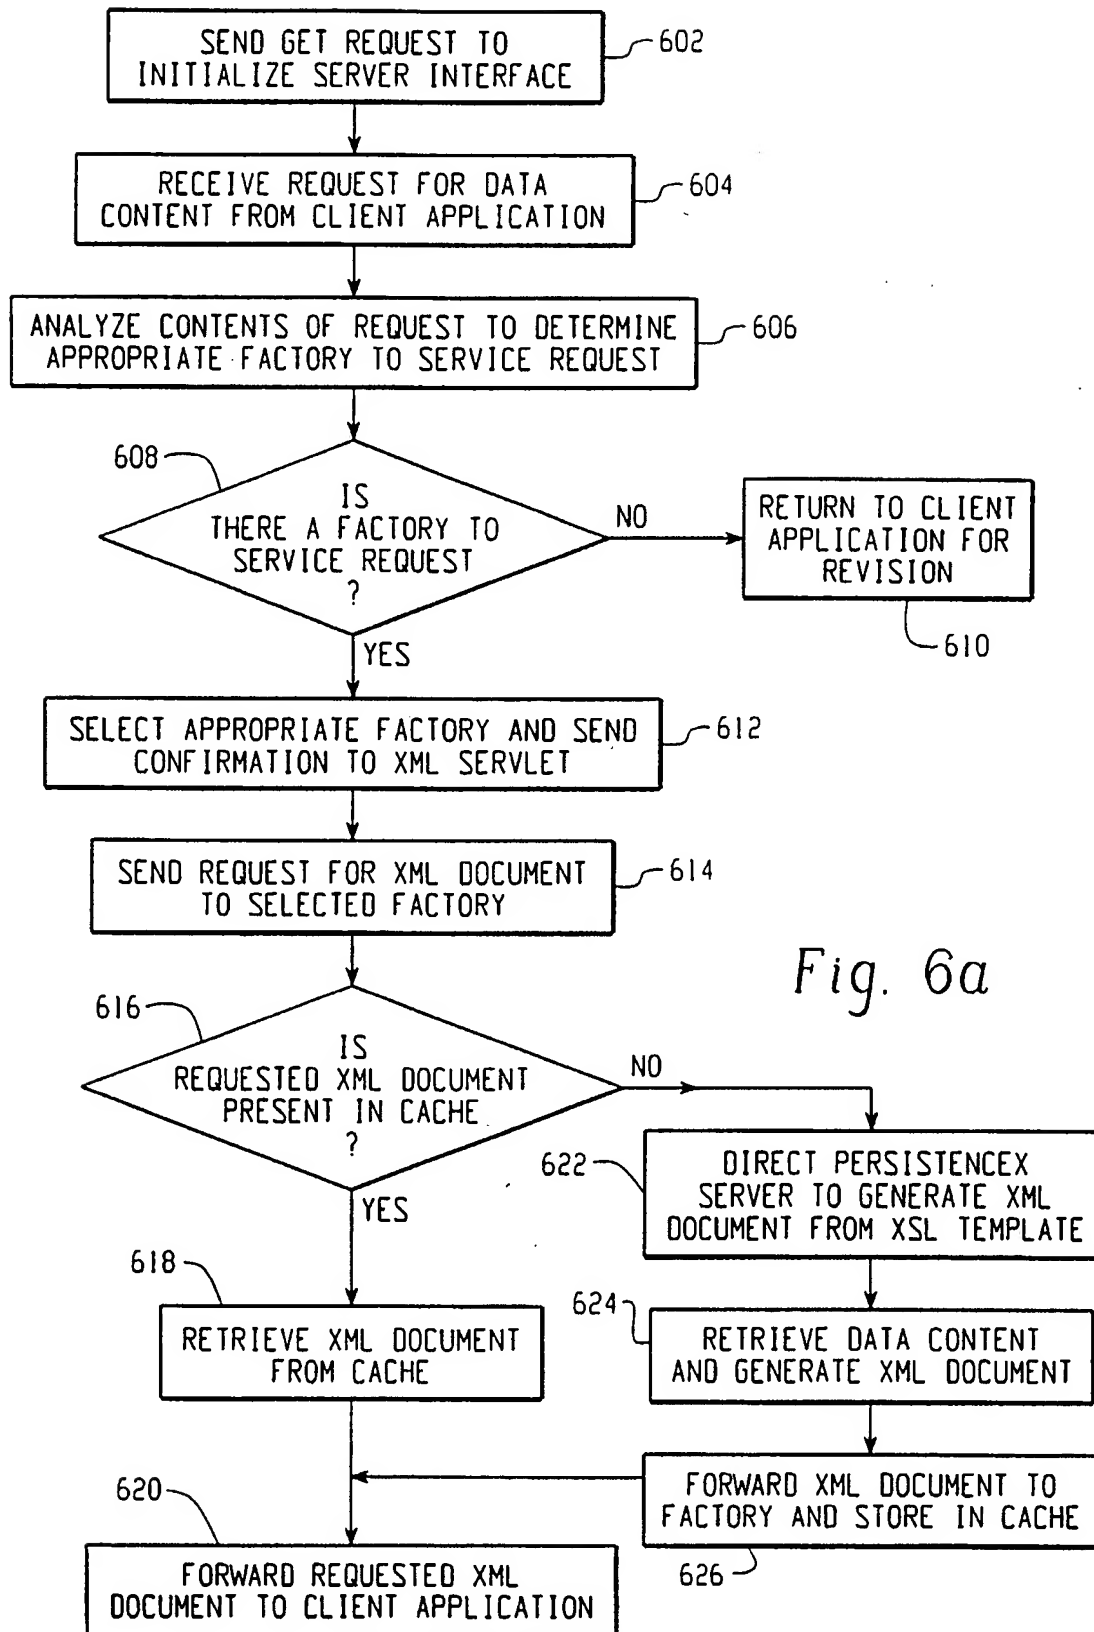 SEND GET REQUEST TO
INITIALIZE SERVER INTERFACE
602
RECEIVE REQUEST FOR DATA
CONTENT FROM CLIENT APPLICATION
604
ANALYZE CONTENTS OF REQUEST TO DETERMINE
APPROPRIATE FACTORY TO SERVICE REQUEST
606
608
IS
THERE A FACTORY TO
SERVICE REQUEST
?
NO
RETURN TO CLIENT
APPLICATION FOR
REVISION
610
YES
SELECT APPROPRIATE FACTORY AND SEND
CONFIRMATION TO XML SERVLET
612
SEND REQUEST FOR XML DOCUMENT
TO SELECTED FACTORY
614
Fig. 6a
616
IS
REQUESTED XML DOCUMENT
PRESENT IN CACHE
?
NO
YES
622
DIRECT PERSISTENCEX
SERVER TO GENERATE XML
DOCUMENT FROM XSL TEMPLATE
618
RETRIEVE XML DOCUMENT
FROM CACHE
624
RETRIEVE DATA CONTENT
AND GENERATE XML DOCUMENT
FORWARD XML DOCUMENT TO
FACTORY AND STORE IN CACHE
626
620
FORWARD REQUESTED XML
DOCUMENT TO CLIENT APPLICATION